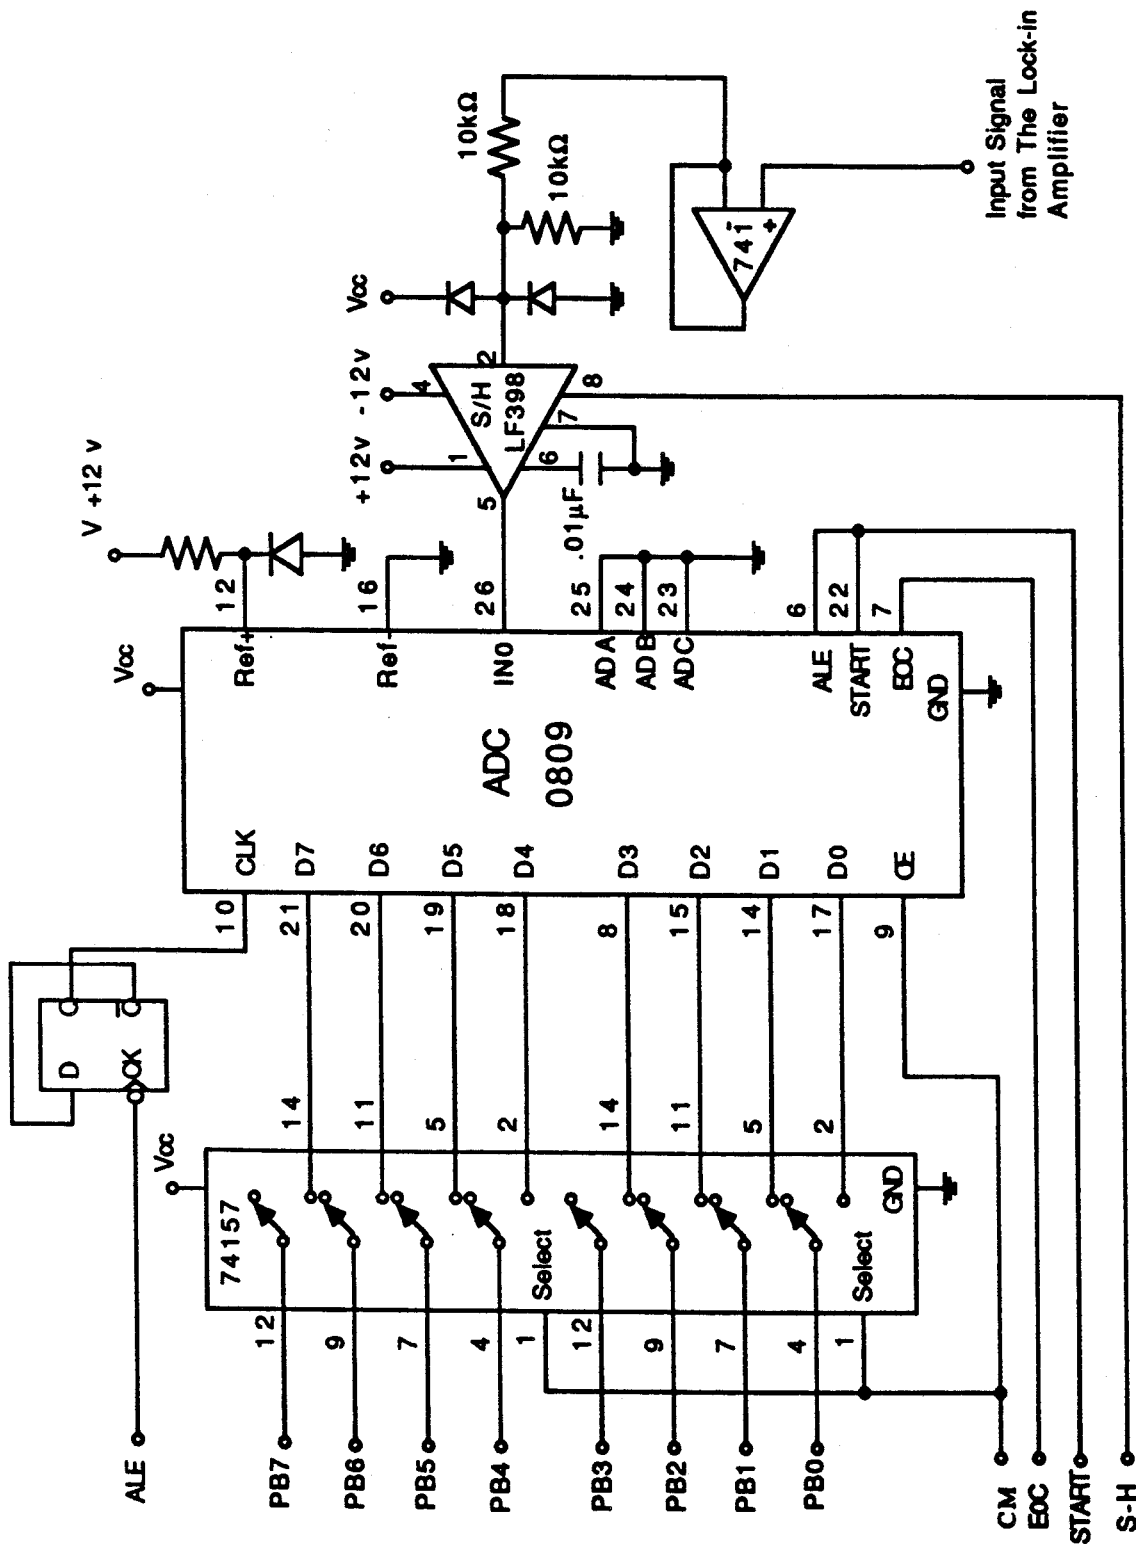 ALE
D
Q
CK
Q
Vcc
74157
12
9
7
4
1
12
9
7
4
1
PB7
PB6
PB5
PB4
PB3
PB2
PB1
PB0
Select
Select
GND
14
11
5
2
14
11
5
2
10
21
20
19
18
8
15
14
17
9
CLK
D7
D6
D5
D4
D3
D2
D1
D0
OE
ADC
0809
Vcc
Ref+
Ref-
IN0
ADA
ADB
ADC
ALE
START
EOC
GND
12
16
26
25
24
23
6
22
7
V +12 v
+12v
-12v
Vcc
1
4
5
S/H
2
LF398
6
7
8
.01µF
10kΩ
10kΩ
741
-
+
Input Signal
from The Lock-in
Amplifier
CM
EOC
START
S-H